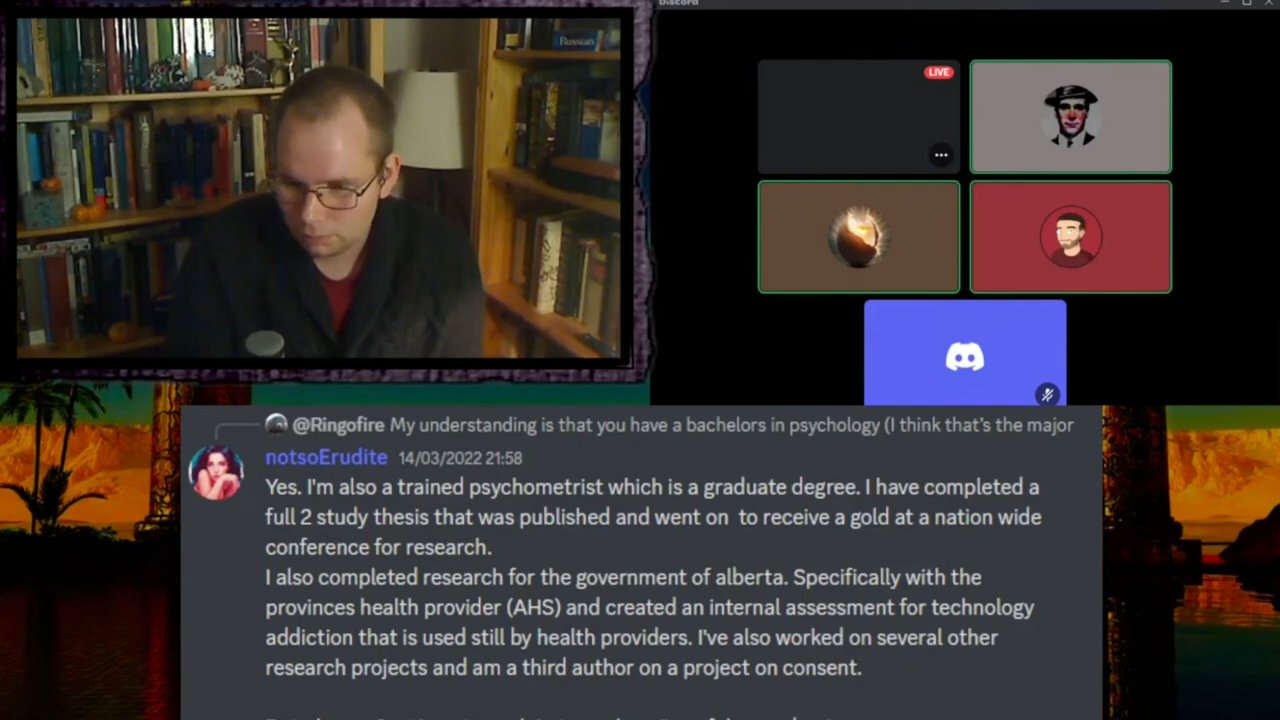 Discord
Russian
LIVE
@Ringofire My understanding is that you have a bachelors in psychology (I think that's the major
notsoErudite 14/03/2022 21:58
Yes. I'm also a trained psychometrist which is a graduate degree. I have completed a
full 2 study thesis that was published and went on to receive a gold at a nation wide
conference for research.
I also completed research for the government of alberta. Specifically with the
provinces health provider (AHS) and created an internal assessment for technology
addiction that is used still by health providers. I've also worked on several other
research projects and am a third author on a project on consent.